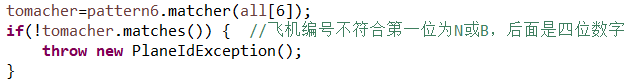 tomacher=pattern6.matcher(all[6]);
if(!tomacher.matches()) {  //飞机编号不符合第一位为N或B，后面是四位数字
    throw new PlaneIdException();
}